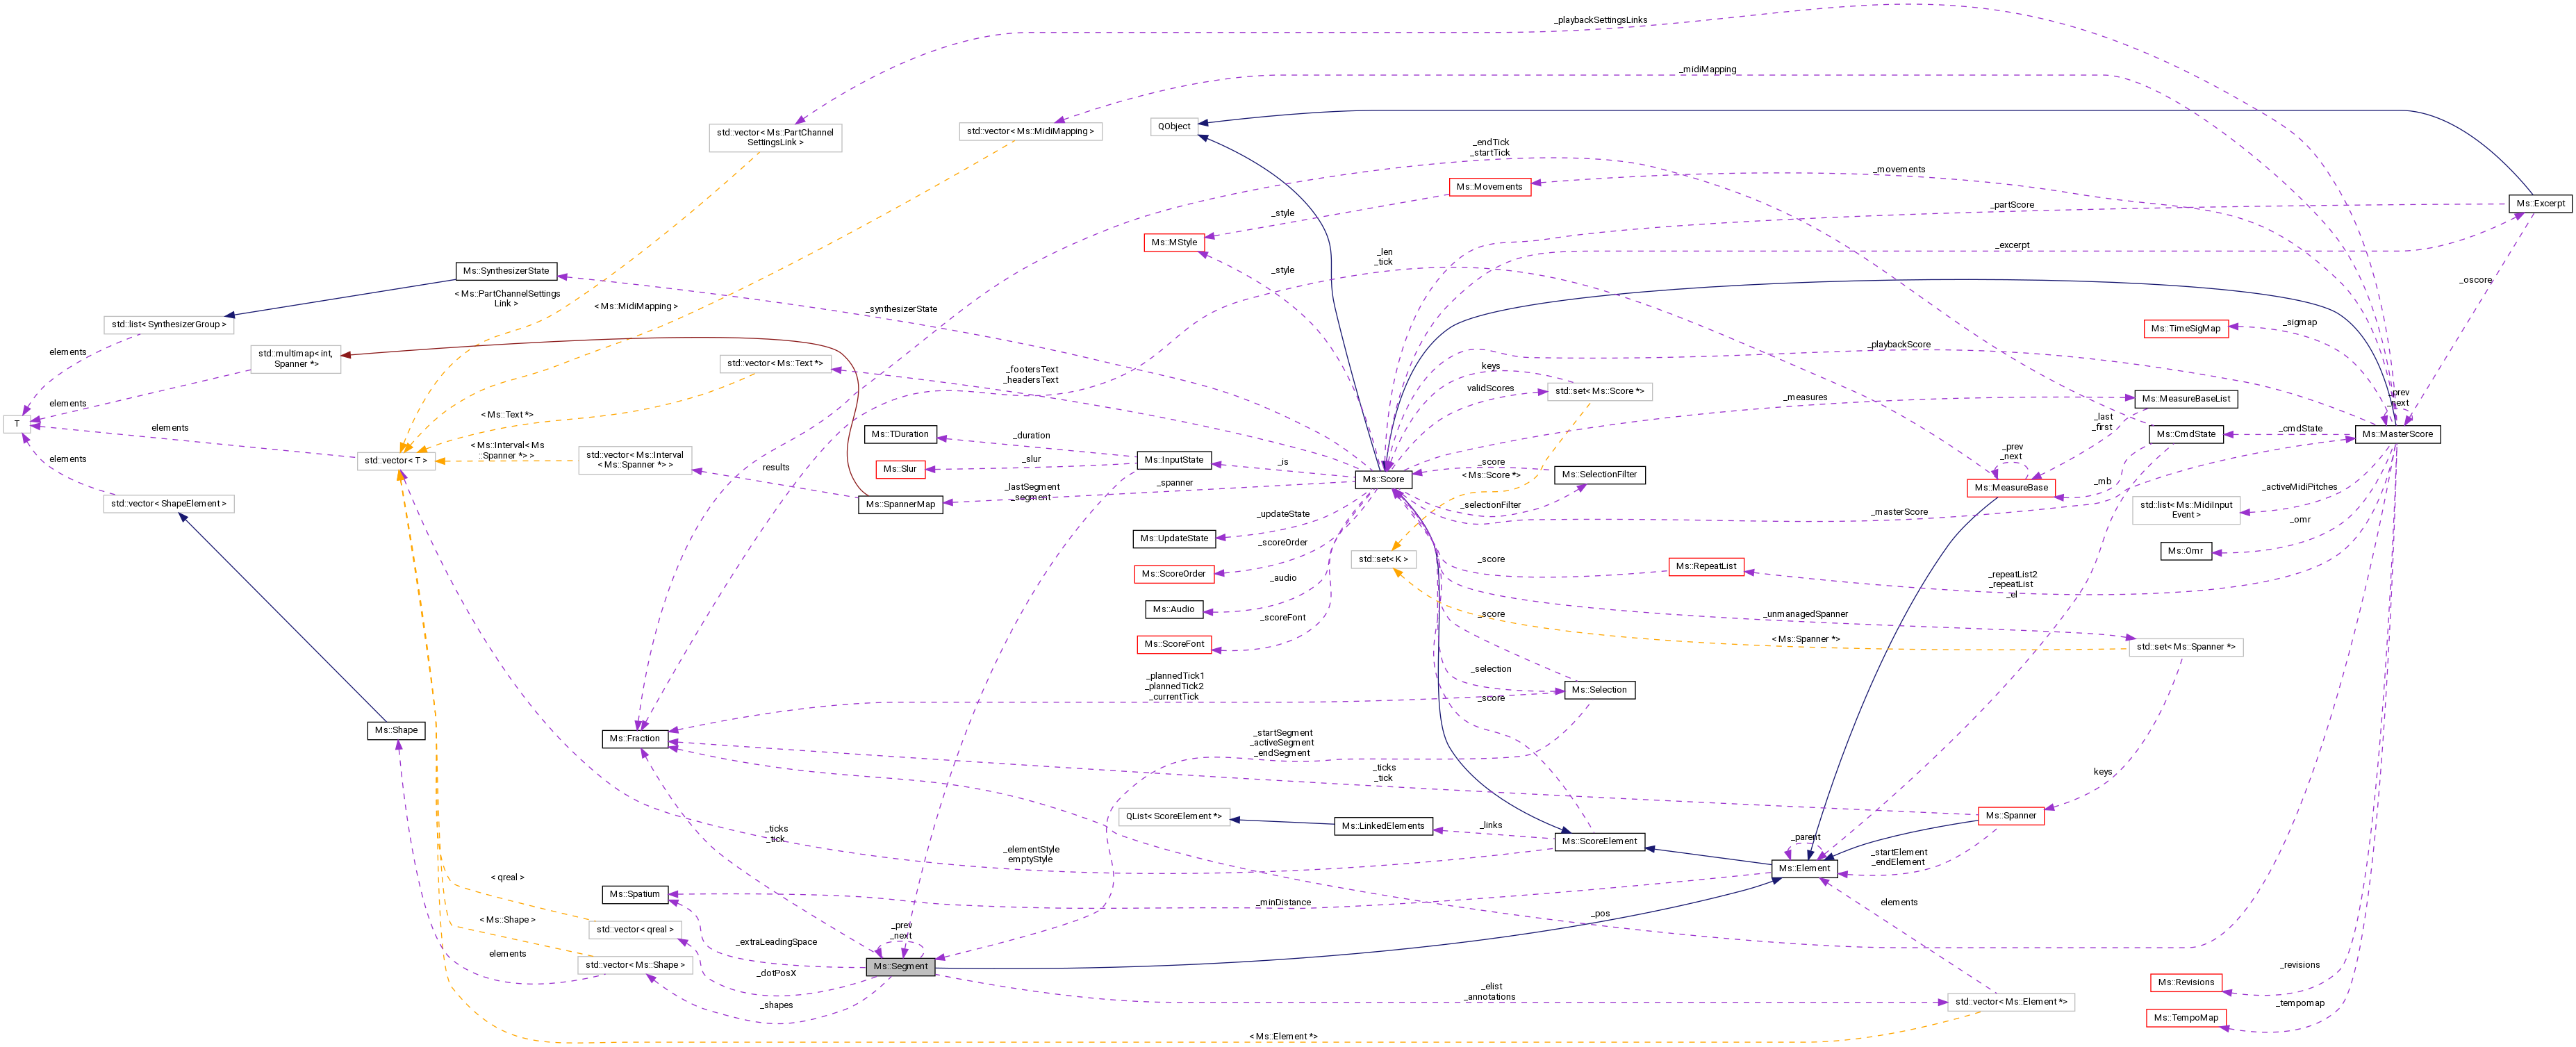 _playbackSettingsLinks
_midiMapping
std::vector< Ms::PartChannel
SettingsLink >
std::vector< Ms::MidiMapping >
QObject
_endTick
_startTick
_movements
Ms::Movements
_partScore
Ms::Excerpt
_style
Ms::MStyle
_len
_tick
_excerpt
_style
Ms::SynthesizerState
_oscore
< Ms::PartChannelSettings
Link >
< Ms::MidiMapping >
_synthesizerState
std::list< SynthesizerGroup >
_sigmap
Ms::TimeSigMap
elements
std::multimap< int,
Spanner *>
std::vector< Ms::Text *>
_footersText
_headersText
keys
_playbackScore
validScores
std::set< Ms::Score *>
_measures
Ms::MeasureBaseList
_prev
_next
elements
< Ms::Text *>
T
elements
Ms::TDuration
_duration
_last
_first
Ms::CmdState
_cmdState
Ms::MasterScore
< Ms::Interval< Ms
::Spanner *> >
std::vector< T >
std::vector< Ms::Interval
< Ms::Spanner *> >
results
Ms::Slur
_slur
Ms::InputState
_is
_score
< Ms::Score *>
Ms::SelectionFilter
_prev
_next
elements
Ms::Score
_mb
Ms::MeasureBase
_activeMidiPitches
_lastSegment
_segment
_spanner
std::vector< ShapeElement >
Ms::SpannerMap
_selectionFilter
_masterScore
std::list< Ms::MidiInput
Event >
_omr
_updateState
Ms::UpdateState
_scoreOrder
Ms::Omr
std::set< K >
_score
Ms::RepeatList
Ms::ScoreOrder
_audio
_repeatList2
_repeatList
_el
Ms::Audio
_scoreFont
_score
_unmanagedSpanner
Ms::ScoreFont
< Ms::Spanner *>
std::set< Ms::Spanner *>
_plannedTick1
_plannedTick2
_currentTick
_selection
Ms::Selection
_score
Ms::Shape
Ms::Fraction
_startSegment
_activeSegment
_endSegment
_ticks
_tick
keys
QList< ScoreElement *>
Ms::LinkedElements
_links
Ms::Spanner
_ticks
_tick
_elementStyle
emptyStyle
Ms::ScoreElement
_parent
_startElement
_endElement
Ms::Element
< qreal >
Ms::Spatium
_minDistance
elements
_pos
< Ms::Shape >
std::vector< qreal >
_prev
_next
_extraLeadingSpace
elements
std::vector< Ms::Shape >
Ms::Segment
_dotPosX
_revisions
Ms::Revisions
_elist
_annotations
std::vector< Ms::Element *>
_shapes
_tempomap
Ms::TempoMap
< Ms::Element *>